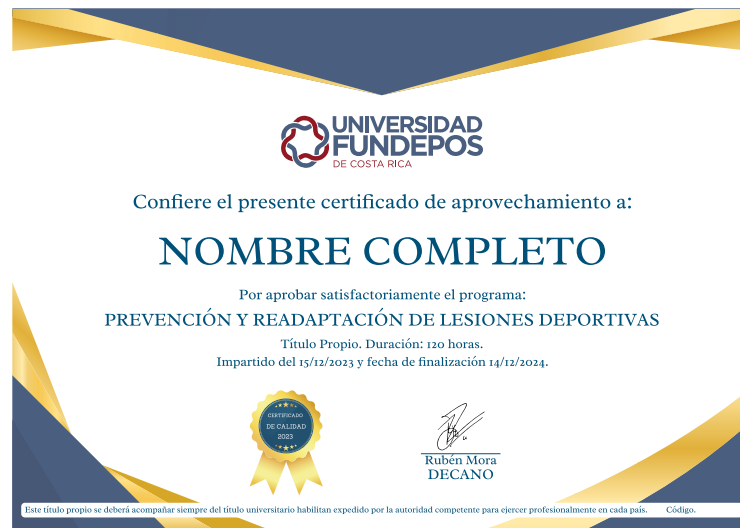 UNIVERSIDAD
FUNDEPOS
DE COSTA RICA
Confiere el presente certificado de aprovechamiento a:
NOMBRE COMPLETO
Por aprobar satisfactoriamente el programa:
PREVENCIÓN Y READAPTACIÓN DE LESIONES DEPORTIVAS
Título Propio. Duración: 120 horas.
Impartido del 15/12/2023 y fecha de finalización 14/12/2024.
CERTIFICADO
DE CALIDAD
2023
Rubén Mora
DECANO
Este título propio se deberá acompañar siempre del título universitario habilitan expedido por la autoridad competente para ejercer profesionalmente en cada país. Código.